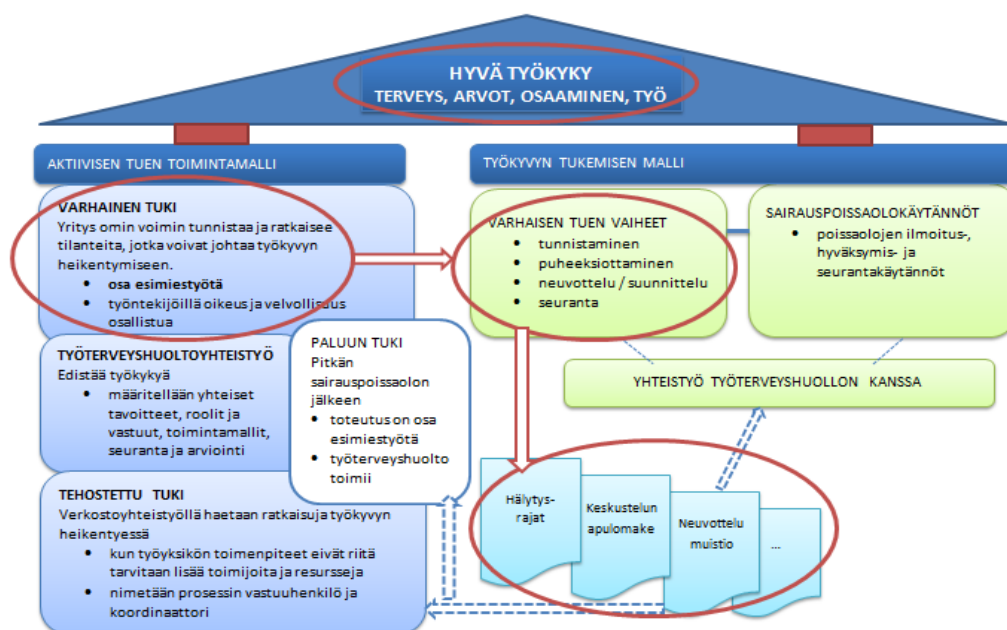 HYVÄ TYÖKYKY
TERVEYS, ARVOT, OSAAMINEN, TYÖ
AKTIIVISEN TUEN TOIMINTAMALLI
VARHAINEN TUKI
Yritys omin voimin tunnistaa ja ratkaisee
tilanteita, jotka voivat johtaa työkyvyn
heikentymiseen.
• osa esimiestyötä
• työntekijöillä oikeus ja velvollisuus
osallistua
TYÖTERVEYSHUOLTOYHTEISTYÖ
Edistää työkykyä
• määritellään yhteiset
tavoitteet, roolit ja
vastuut, toimintamallit,
seuranta ja arviointi
PALUUN TUKI
Pitkän
sairauspoissaolon
jälkeen
• toteutus on osa
esimiestyötä
• työterveyshuolto
toimii
TEHOSTETTU TUKI
Verkostoyhteistyöllä haetaan ratkaisuja työkyvyn
heikentyessä
• kun työyksikön toimenpiteet eivät riitä
tarvitaan lisää toimijoita ja resursseja
• nimetään prosessin vastuuhenkilö ja
koordinaattori
TYÖKYVYN TUKEMISEN MALLI
VARHAISEN TUEN VAIHEET
• tunnistaminen
• puheeksiottaminen
• neuvottelu / suunnittelu
• seuranta
SAIRAUSPOISSAOLOKÄYTÄNNÖT
• poissaolojen ilmoitus-,
hyväksymis- ja
seurantakäytännöt
YHTEISTYÖ TYÖTERVEYSHUOLLON KANSSA
Hälytys-
rajat
Keskustelun
apulomake
Neuvottelu
muistio
...